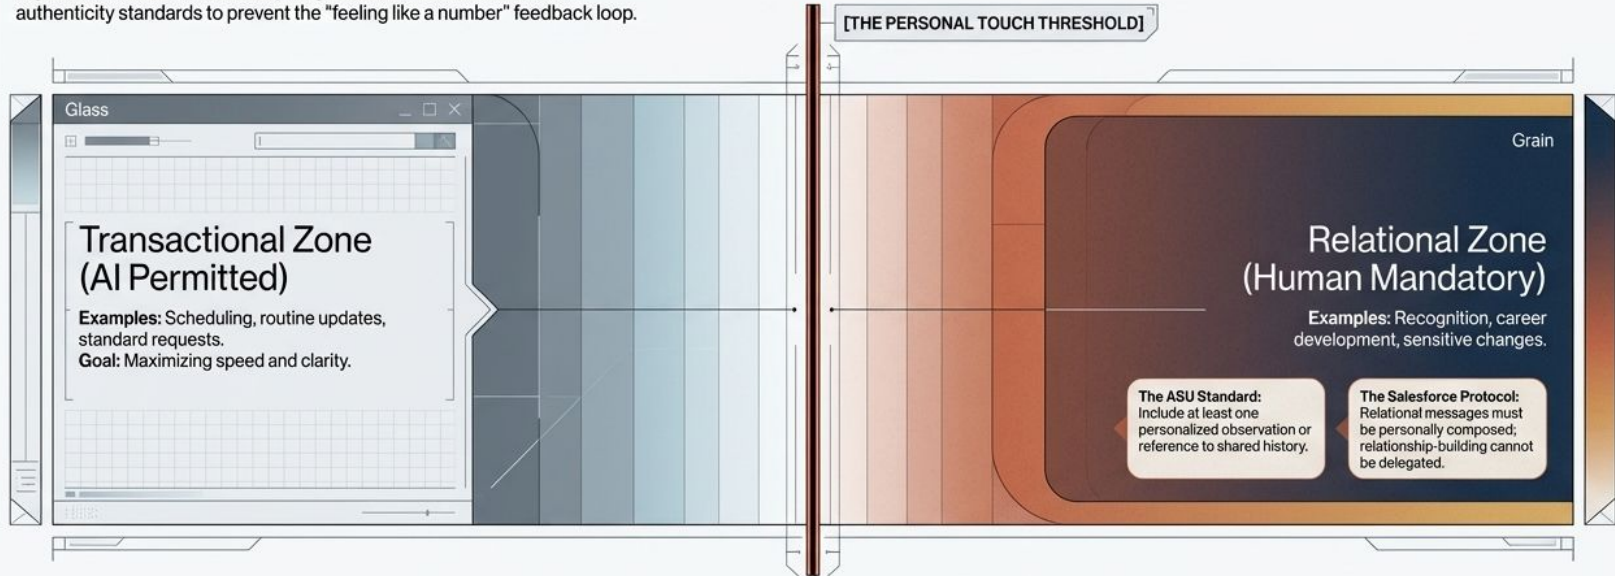 authenticity standards to prevent the "feeling like a number" feedback loop.
[THE PERSONAL TOUCH THRESHOLD]
Glass
Transactional Zone
(AI Permitted)
Examples: Scheduling, routine updates,
standard requests.
Goal: Maximizing speed and clarity.
Grain
Relational Zone
(Human Mandatory)
Examples: Recognition, career
development, sensitive changes.
The ASU Standard:
Include at least one
personalized observation or
reference to shared history.
The Salesforce Protocol:
Relational messages must
be personally composed;
relationship-building cannot
be delegated.